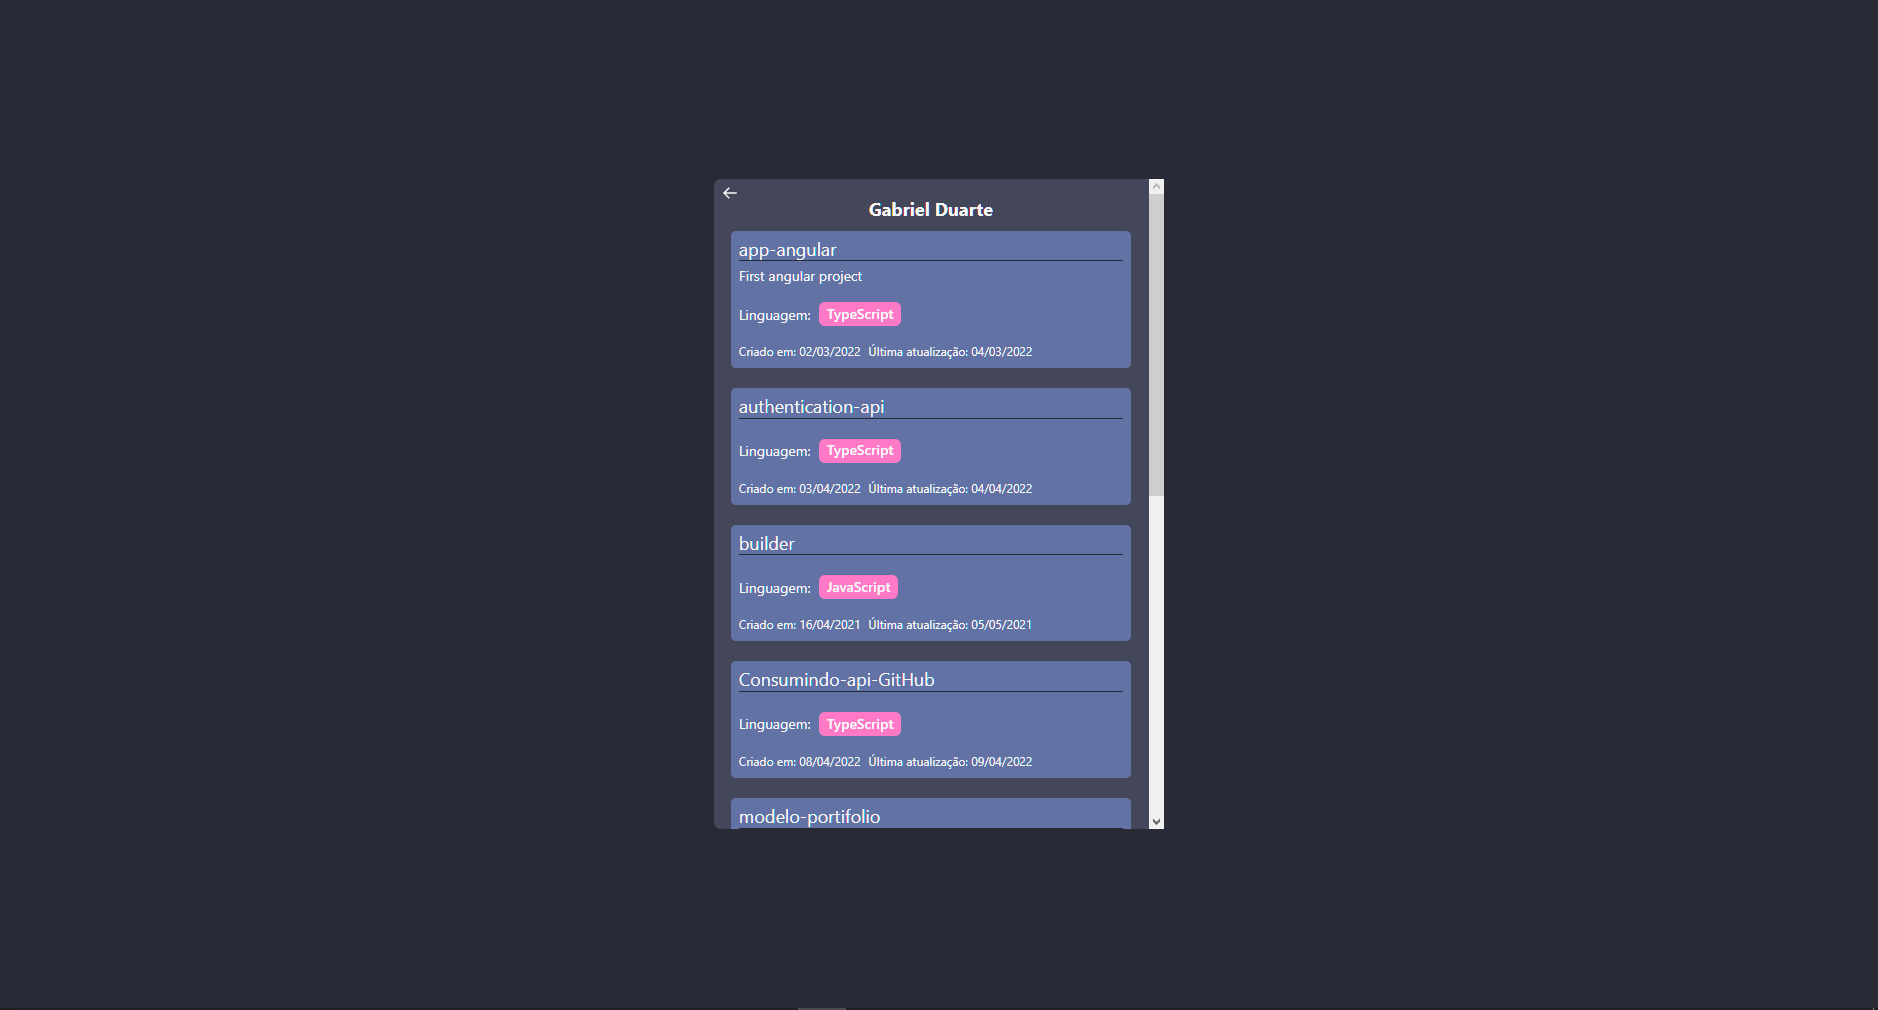 Gabriel Duarte
app-angular
First angular project
Linguagem: TypeScript
Criado em: 02/03/2022 Última atualização: 04/03/2022
authentication-api
Linguagem: TypeScript
Criado em: 03/04/2022 Última atualização: 04/04/2022
builder
Linguagem: JavaScript
Criado em: 16/04/2021 Última atualização: 05/05/2021
Consumindo-api-GitHub
Linguagem: TypeScript
Criado em: 08/04/2022 Última atualização: 09/04/2022
modelo-portifolio